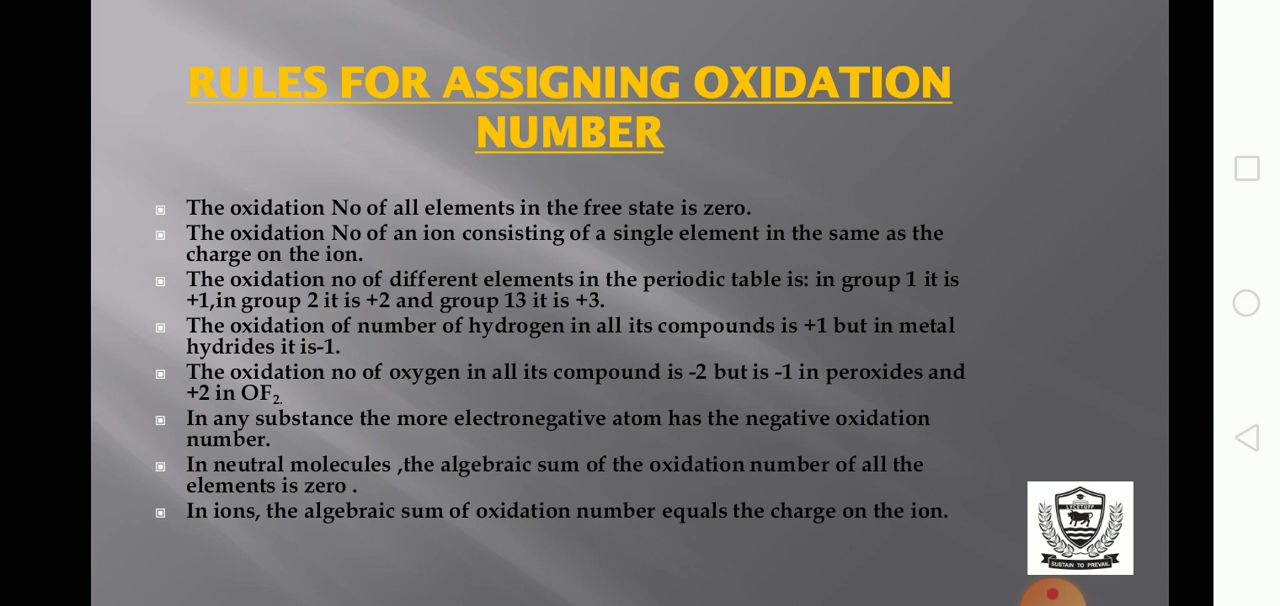 RULES FOR ASSIGNING OXIDATION
NUMBER
The oxidation No of all elements in the free state is zero.
The oxidation No of an ion consisting of a single element in the same as the
charge on the ion.
The oxidation no of different elements in the periodic table is: in group 1 it is
+1,in group 2 it is +2 and group 13 it is +3.
The oxidation of number of hydrogen in all its compounds is +1 but in metal
hydrides it is-1.
The oxidation no of oxygen in all its compound is -2 but is -1 in peroxides and
+2 in OF₂.
In any substance the more electronegative atom has the negative oxidation
number.
In neutral molecules ,the algebraic sum of the oxidation number of all the
elements is zero .
In ions, the algebraic sum of oxidation number equals the charge on the ion.
SUSTAIN TO PREVAIL